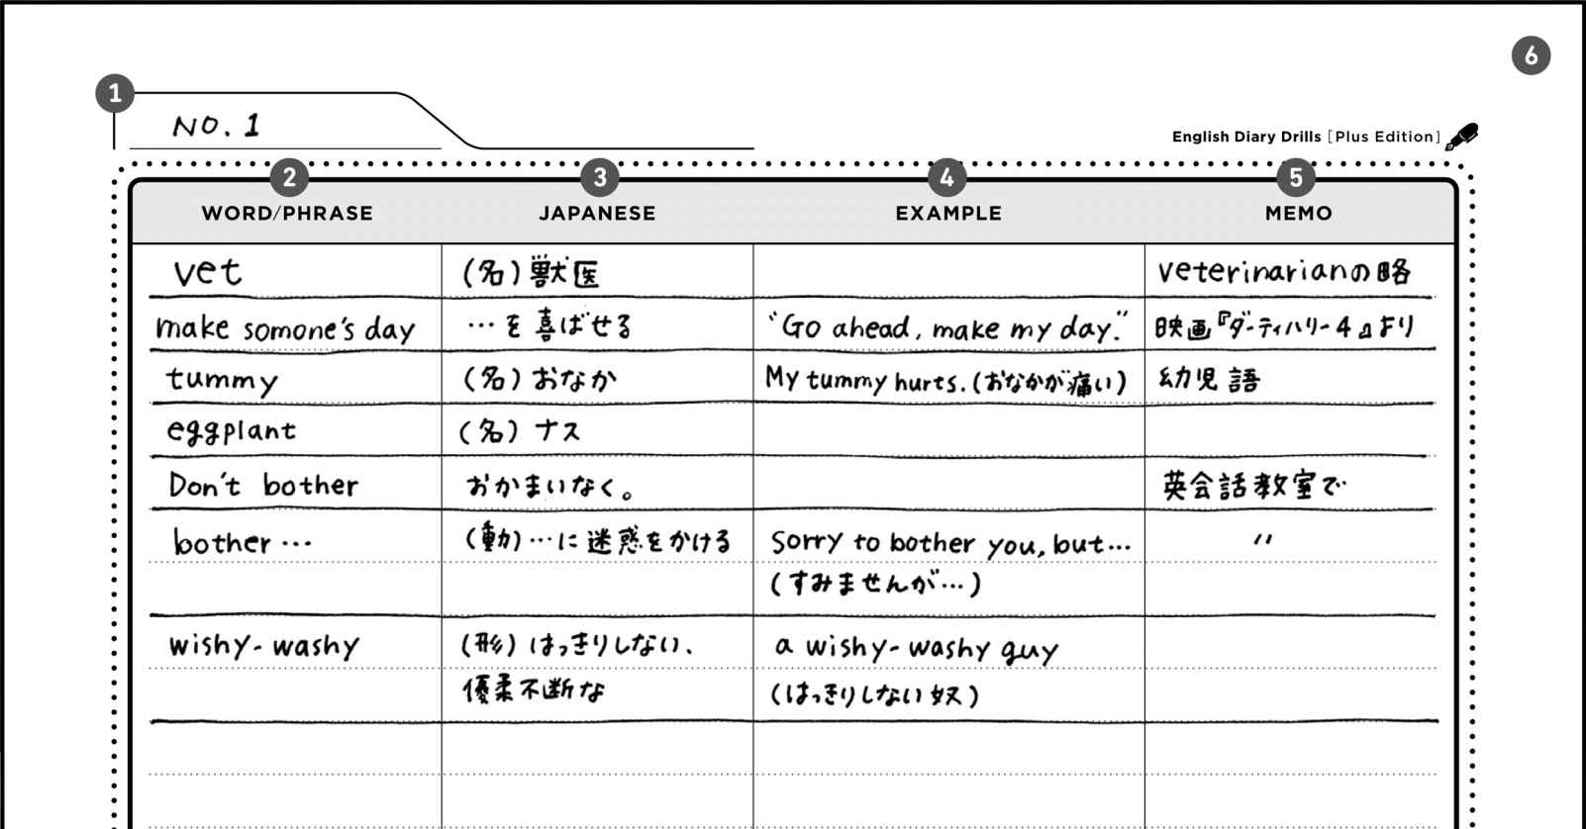 6
1
NO. 1
English Diary Drills [Plus Edition]
2 3 4 5
WORD/PHRASE JAPANESE EXAMPLE MEMO
vet (名)獣医 veterinarianの略
make somone's day …を喜ばせる "Go ahead, make my day." 映画『ダーティハリー4』より
tummy (名)おなか My tummy hurts.(おなかが痛い)幼児語
eggplant (名)ナス
Don't bother おかまいなく。 英会話教室で
bother… (動)…に迷惑をかける Sorry to bother you, but… 〃
(すみませんが…)
wishy-washy (形)はっきりしない、 a wishy-washy guy
優柔不断な (はっきりしない奴)